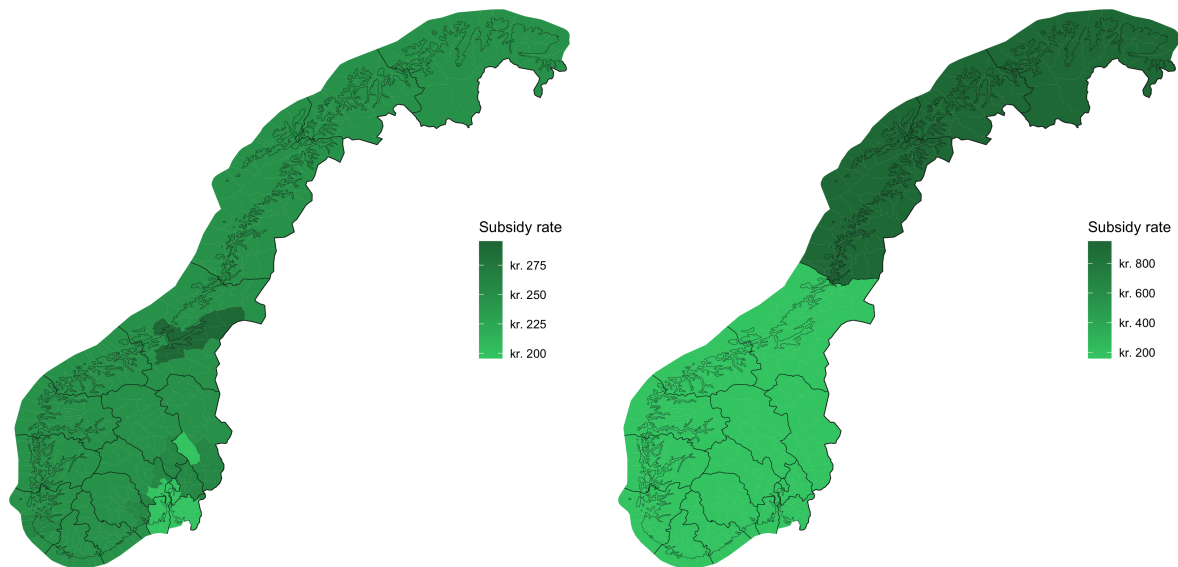 Subsidy rate
kr. 275
kr. 250
kr. 225
kr. 200
Subsidy rate
kr. 800
kr. 600
kr. 400
kr. 200